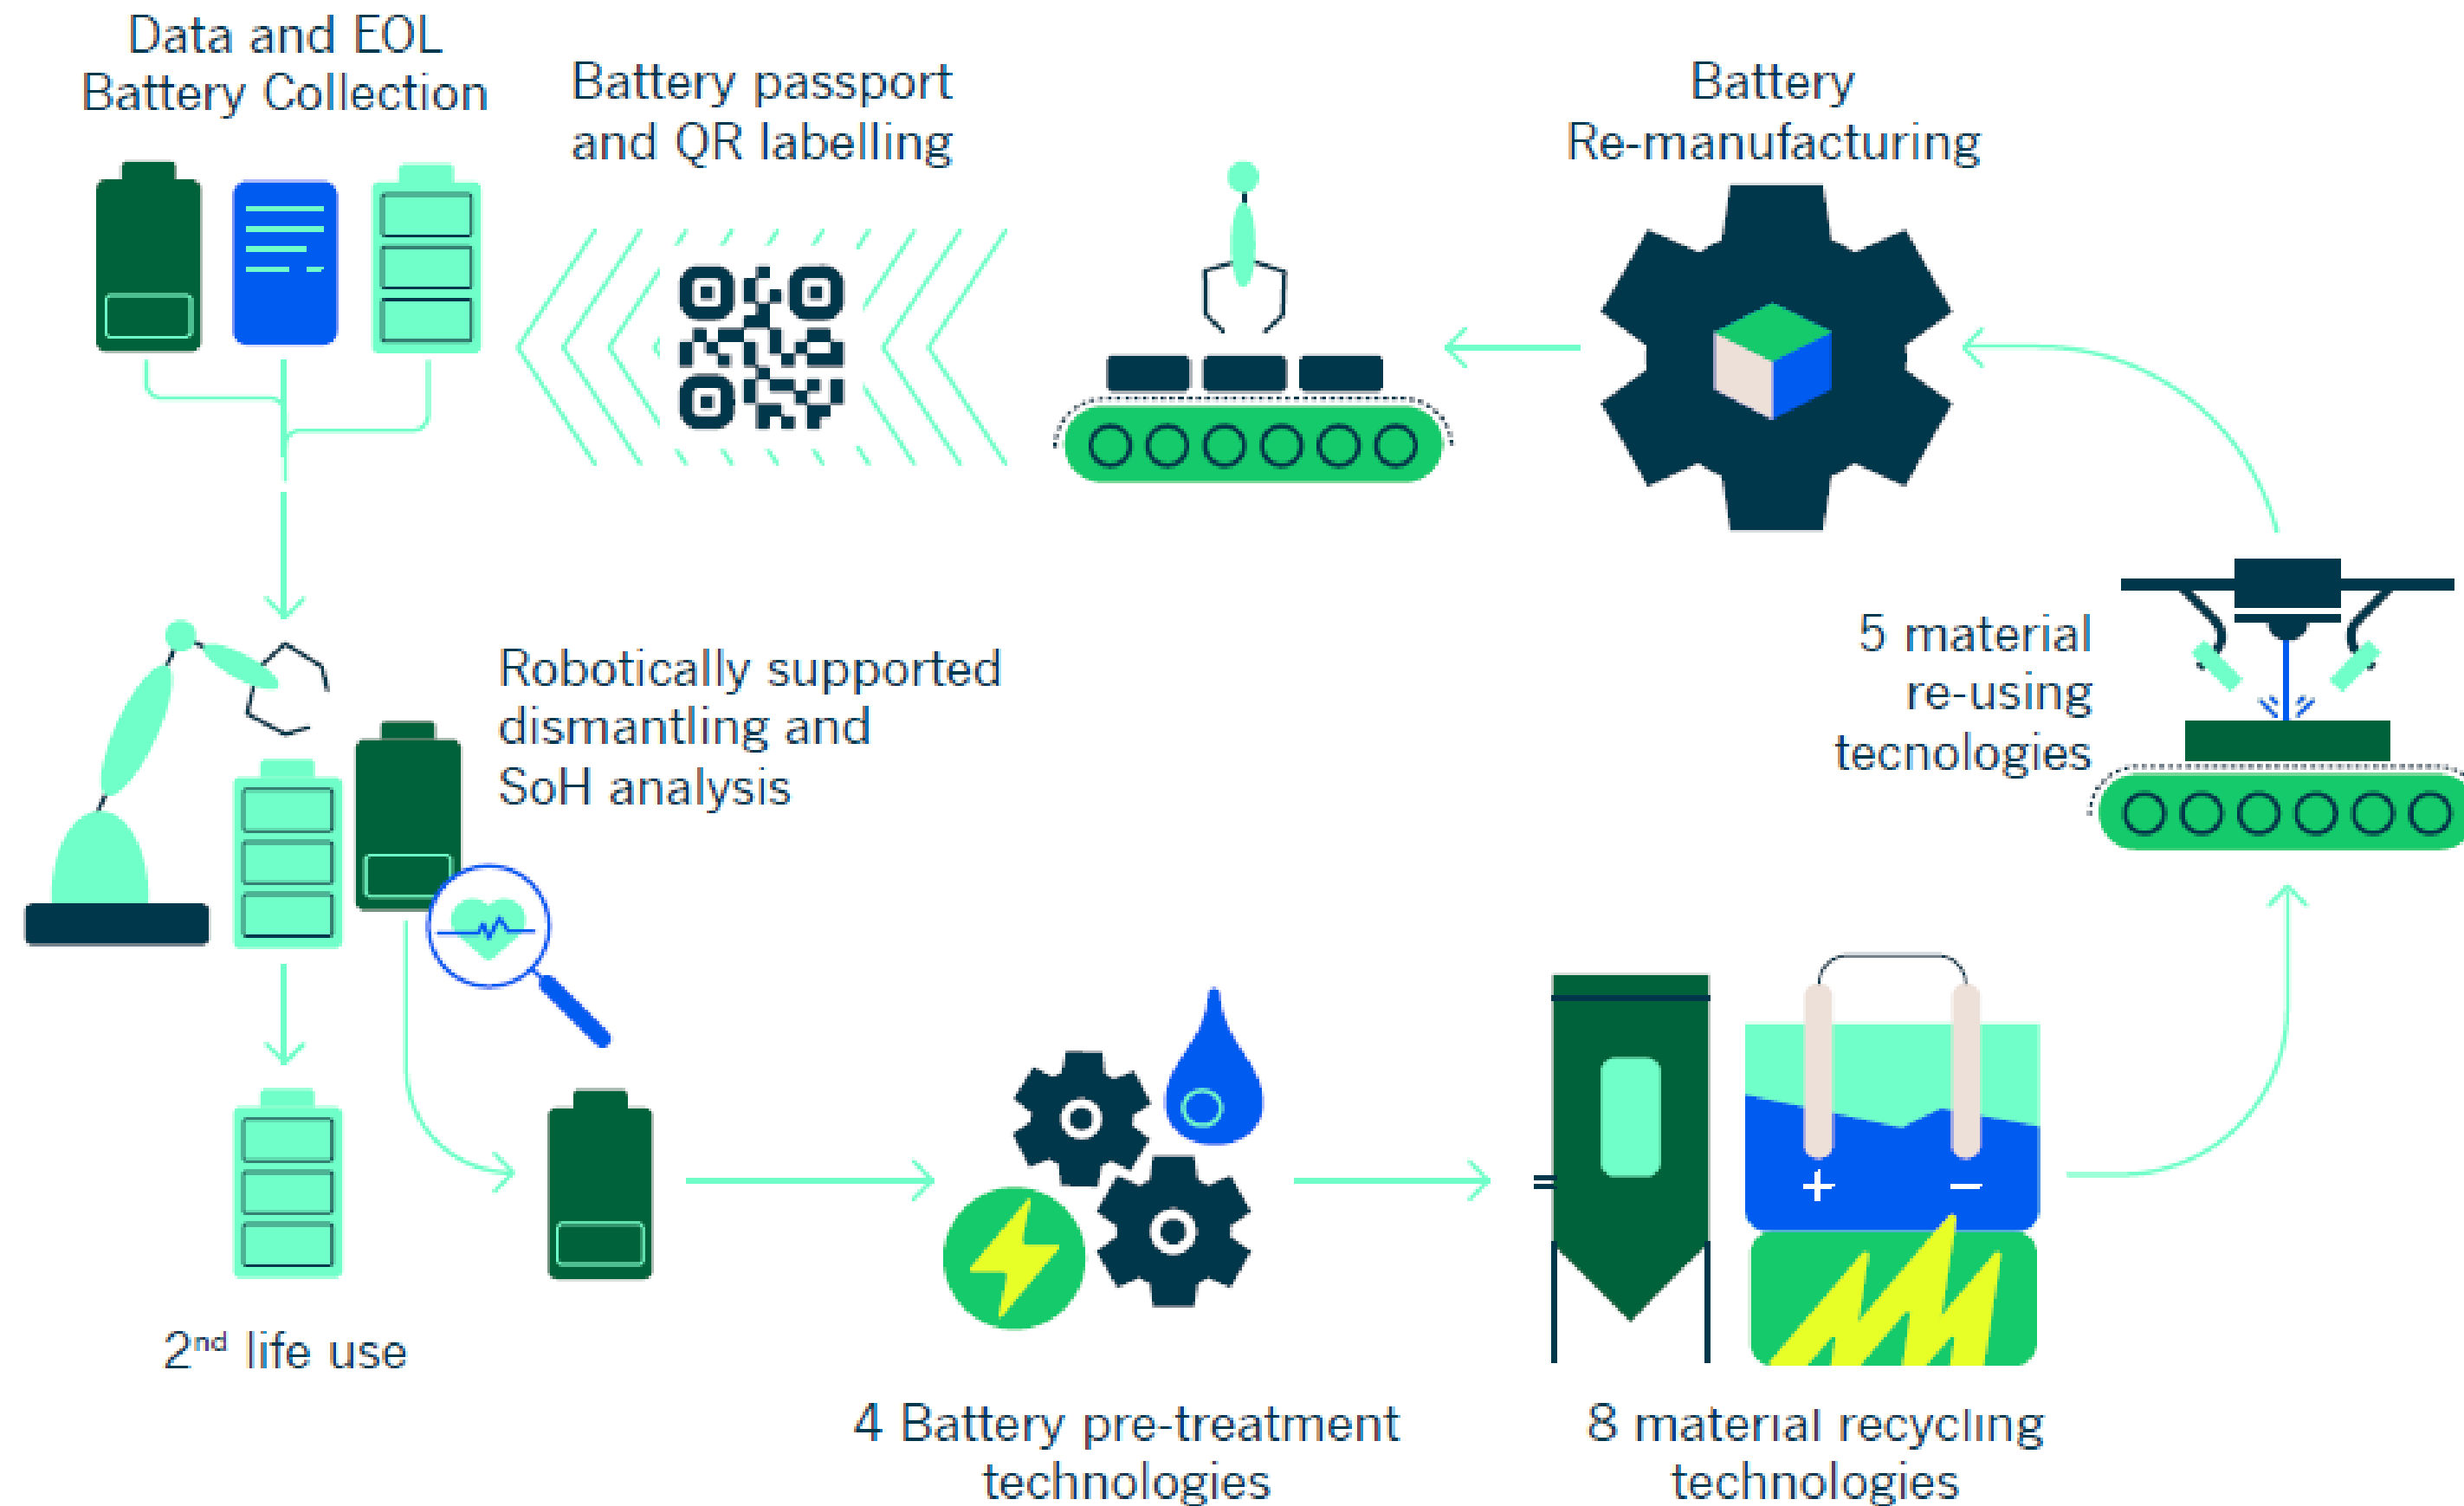 Data and EOL
Battery Collection
Battery passport
and QR labelling
Battery
Re-manufacturing
Robotically supported
dismantling and
SoH analysis
5 material
re-using
tecnologies
+ −
2nd life use
4 Battery pre-treatment
technologies
8 material recycling
technologies